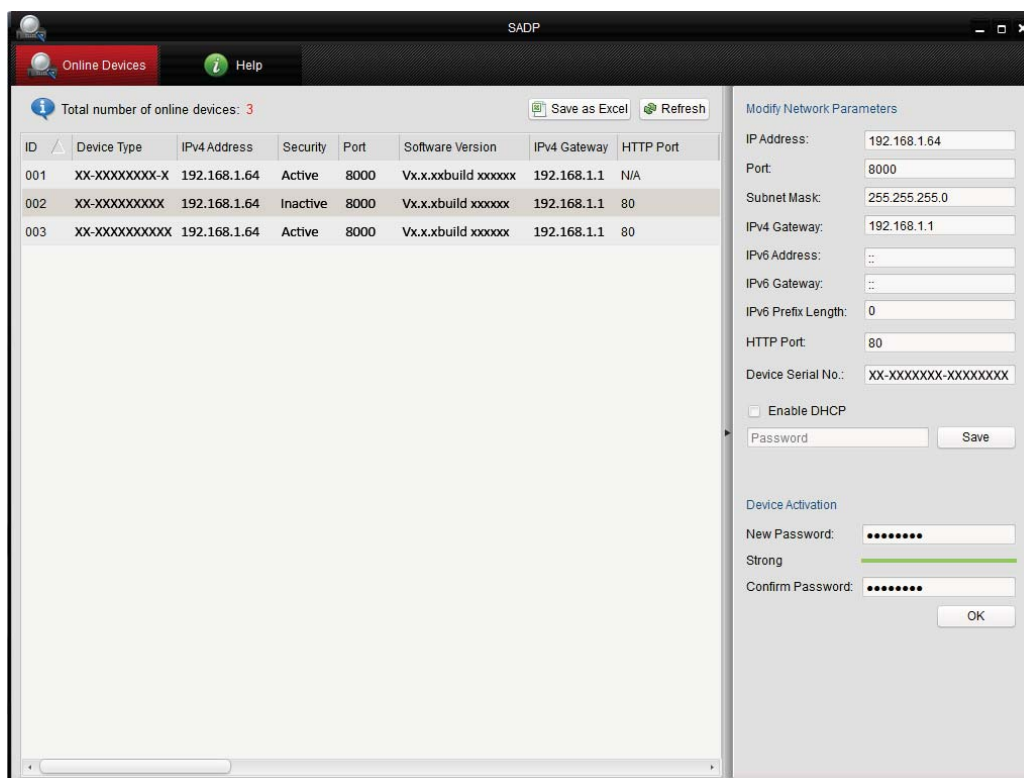 SADP
Online Devices Help
Total number of online devices: 3 Save as Excel Refresh
ID Device Type IPv4 Address Security Port Software Version IPv4 Gateway HTTP Port
001 XX-XXXXXXXX-X 192.168.1.64 Active 8000 Vx.x.xxbuild xxxxxx 192.168.1.1 N/A
002 XX-XXXXXXXXX 192.168.1.64 Inactive 8000 Vx.x.xbuild xxxxxx 192.168.1.1 80
003 XX-XXXXXXXXXX 192.168.1.64 Active 8000 Vx.x.xbuild xxxxxx 192.168.1.1 80
Modify Network Parameters
IP Address: 192.168.1.64
Port: 8000
Subnet Mask: 255.255.255.0
IPv4 Gateway: 192.168.1.1
IPv6 Address: ::
IPv6 Gateway: ::
IPv6 Prefix Length: 0
HTTP Port: 80
Device Serial No.: XX-XXXXXXX-XXXXXXXX
Enable DHCP
Password Save
Device Activation
New Password: ●●●●●●●●
Strong
Confirm Password: ●●●●●●●●
OK